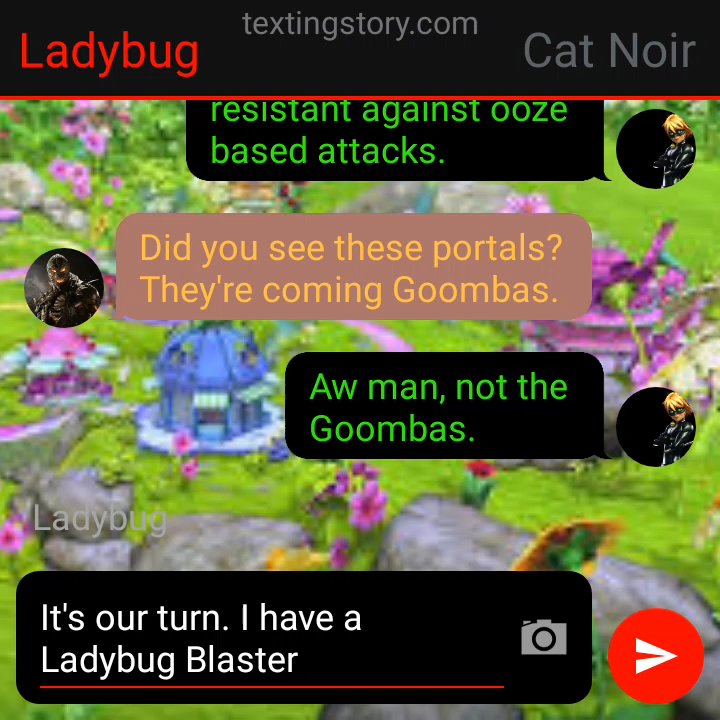 textingstory.com
Ladybug
Cat Noir
resistant against ooze
based attacks.
Did you see these portals?
They're coming Goombas.
Aw man, not the
Goombas.
Ladybug
It's our turn. I have a
Ladybug Blaster